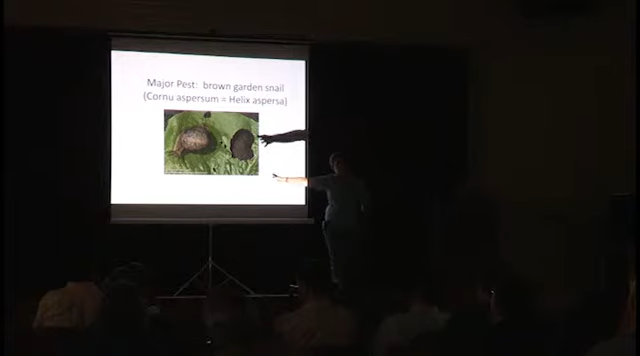 Major Pest: brown garden snail
(Cornu aspersum = Helix aspersa)